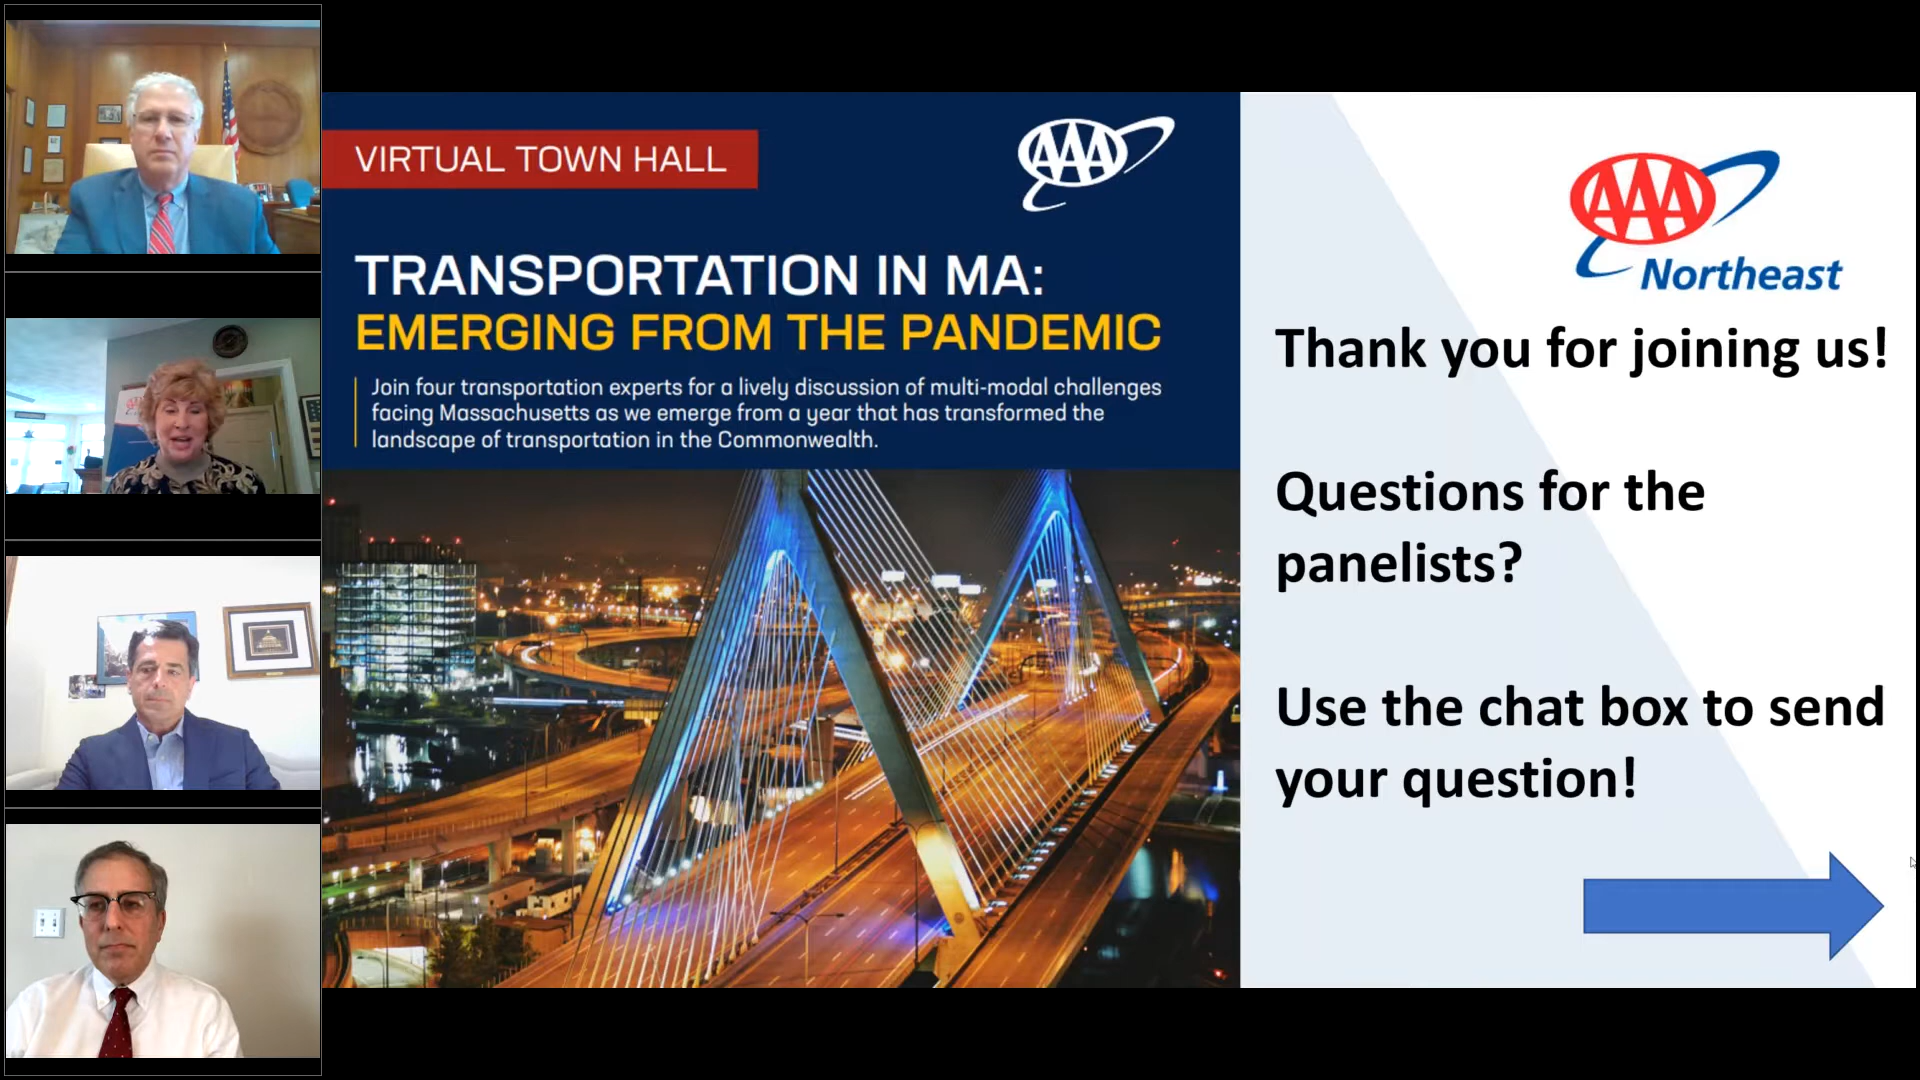 VIRTUAL TOWN HALL
AAA
TRANSPORTATION IN MA:
EMERGING FROM THE PANDEMIC
Join four transportation experts for a lively discussion of multi-modal challenges
facing Massachusetts as we emerge from a year that has transformed the
landscape of transportation in the Commonwealth.
AAA
Northeast
Thank you for joining us!
Questions for the
panelists?
Use the chat box to send
your question!